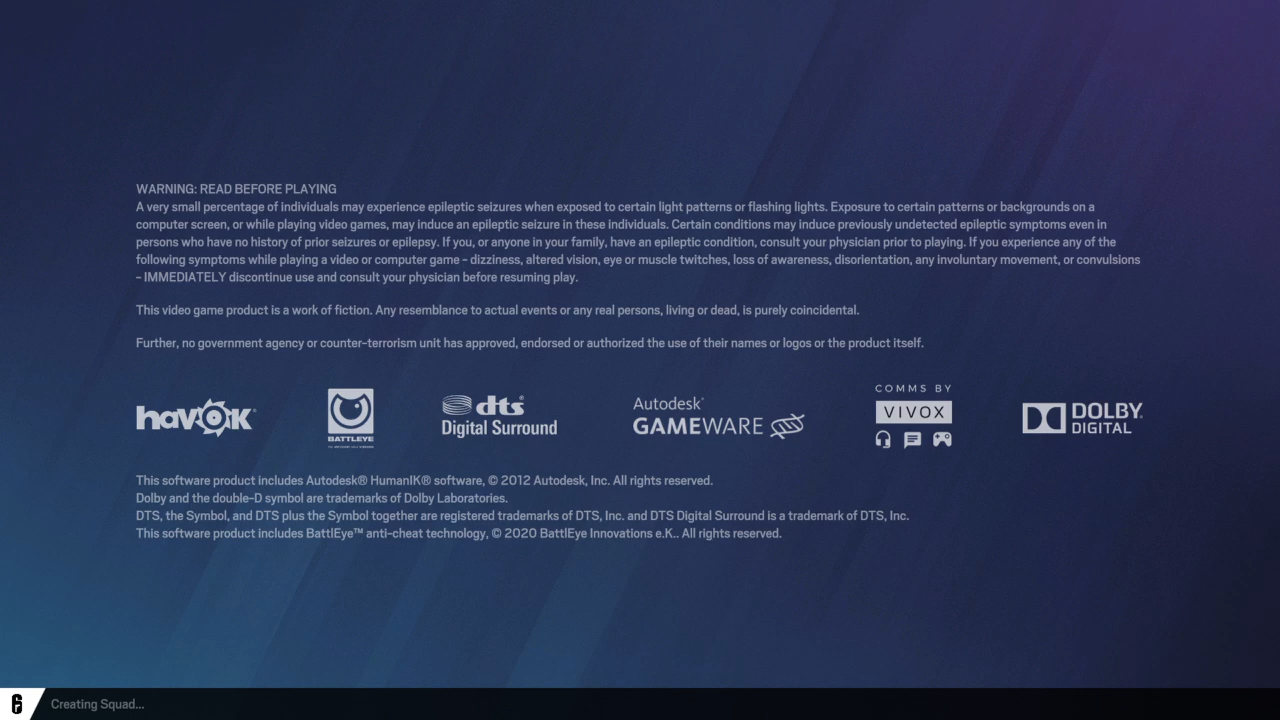 WARNING: READ BEFORE PLAYING
A very small percentage of individuals may experience epileptic seizures when exposed to certain light patterns or flashing lights. Exposure to certain patterns or backgrounds on a
computer screen, or while playing video games, may induce an epileptic seizure in these individuals. Certain conditions may induce previously undetected epileptic symptoms even in
persons who have no history of prior seizures or epilepsy. If you, or anyone in your family, have an epileptic condition, consult your physician prior to playing. If you experience any of the
following symptoms while playing a video or computer game - dizziness, altered vision, eye or muscle twitches, loss of awareness, disorientation, any involuntary movement, or convulsions
- IMMEDIATELY discontinue use and consult your physician before resuming play.
This video game product is a work of fiction. Any resemblance to actual events or any real persons, living or dead, is purely coincidental.
Further, no government agency or counter-terrorism unit has approved, endorsed or authorized the use of their names or logos or the product itself.
havok
BATTLEYE
dts
Digital Surround
Autodesk®
GAMEWARE
COMMS BY
VIVOX
DOLBY
DIGITAL
This software product includes Autodesk® HumanIK® software, © 2012 Autodesk, Inc. All rights reserved.
Dolby and the double-D symbol are trademarks of Dolby Laboratories.
DTS, the Symbol, and DTS plus the Symbol together are registered trademarks of DTS, Inc. and DTS Digital Surround is a trademark of DTS, Inc.
This software product includes BattlEye™ anti-cheat technology, © 2020 BattlEye Innovations e.K.. All rights reserved.
6
Creating Squad...